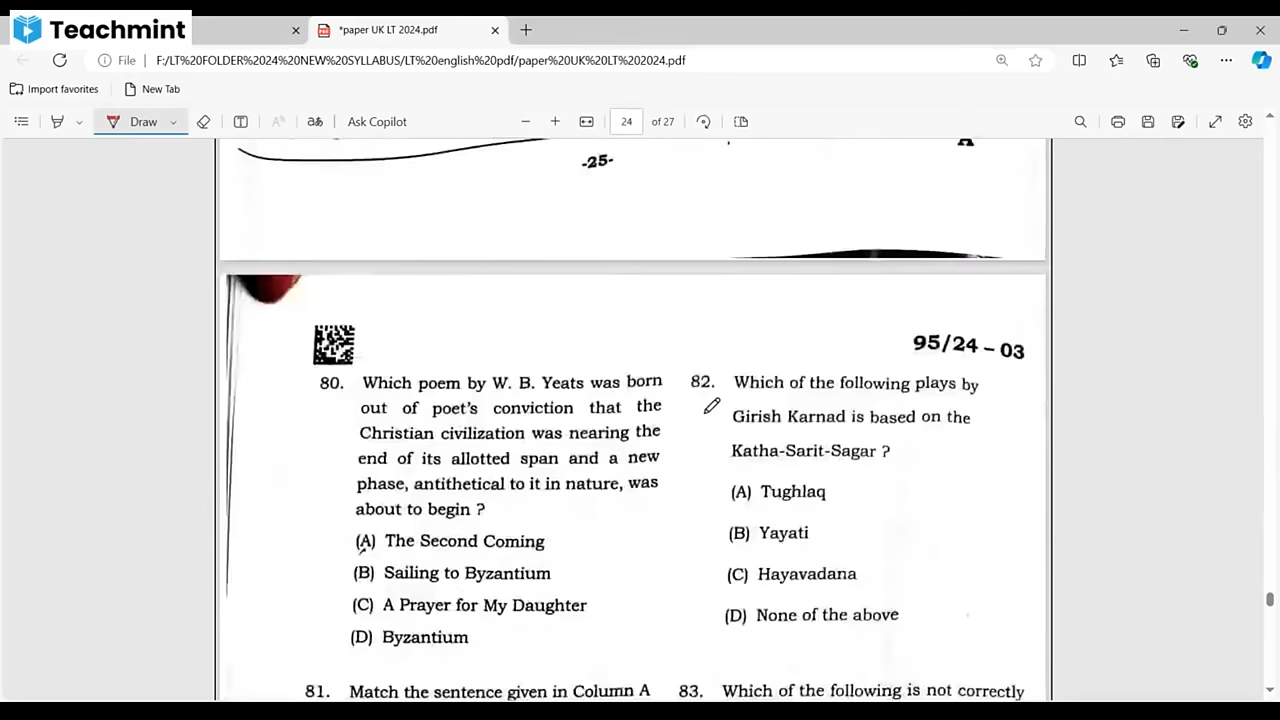 Teachmint
*paper UK LT 2024.pdf
File F:/LT%20FOLDER%2024%20NEW%20SYLLABUS/LT%20english%20pdf/paper%20UK%20LT%202024.pdf
Import favorites New Tab
Draw aあ Ask Copilot 24 of 27
-25-
A
95/24 – 03
80. Which poem by W. B. Yeats was born
out of poet's conviction that the
Christian civilization was nearing the
end of its allotted span and a new
phase, antithetical to it in nature, was
about to begin ?
(A) The Second Coming
(B) Sailing to Byzantium
(C) A Prayer for My Daughter
(D) Byzantium
81. Match the sentence given in Column A
82. Which of the following plays by
Girish Karnad is based on the
Katha-Sarit-Sagar ?
(A) Tughlaq
(B) Yayati
(C) Hayavadana
(D) None of the above
83. Which of the following is not correctly